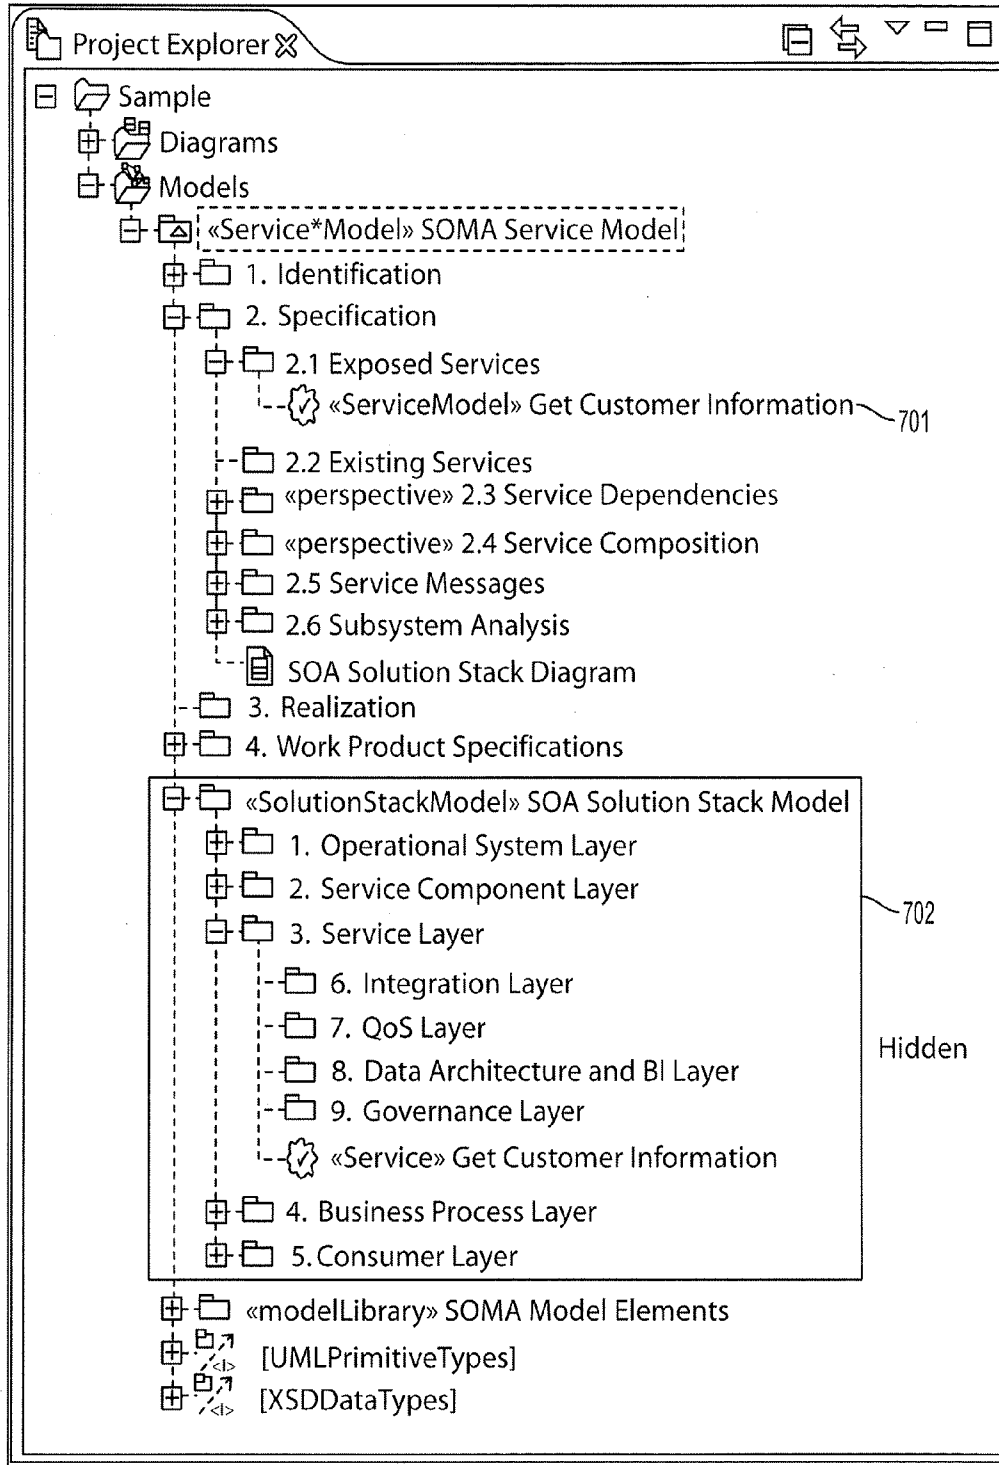 Project Explorer
Sample
Diagrams
Models
«Service*Model» SOMA Service Model
1. Identification
2. Specification
2.1 Exposed Services
«ServiceModel» Get Customer Information
701
2.2 Existing Services
«perspective» 2.3 Service Dependencies
«perspective» 2.4 Service Composition
2.5 Service Messages
2.6 Subsystem Analysis
SOA Solution Stack Diagram
3. Realization
4. Work Product Specifications
«SolutionStackModel» SOA Solution Stack Model
1. Operational System Layer
2. Service Component Layer
702
3. Service Layer
6. Integration Layer
7. QoS Layer
Hidden
8. Data Architecture and BI Layer
9. Governance Layer
«Service» Get Customer Information
4. Business Process Layer
5. Consumer Layer
«modelLibrary» SOMA Model Elements
[UMLPrimitiveTypes]
<I>
[XSDDataTypes]
<I>